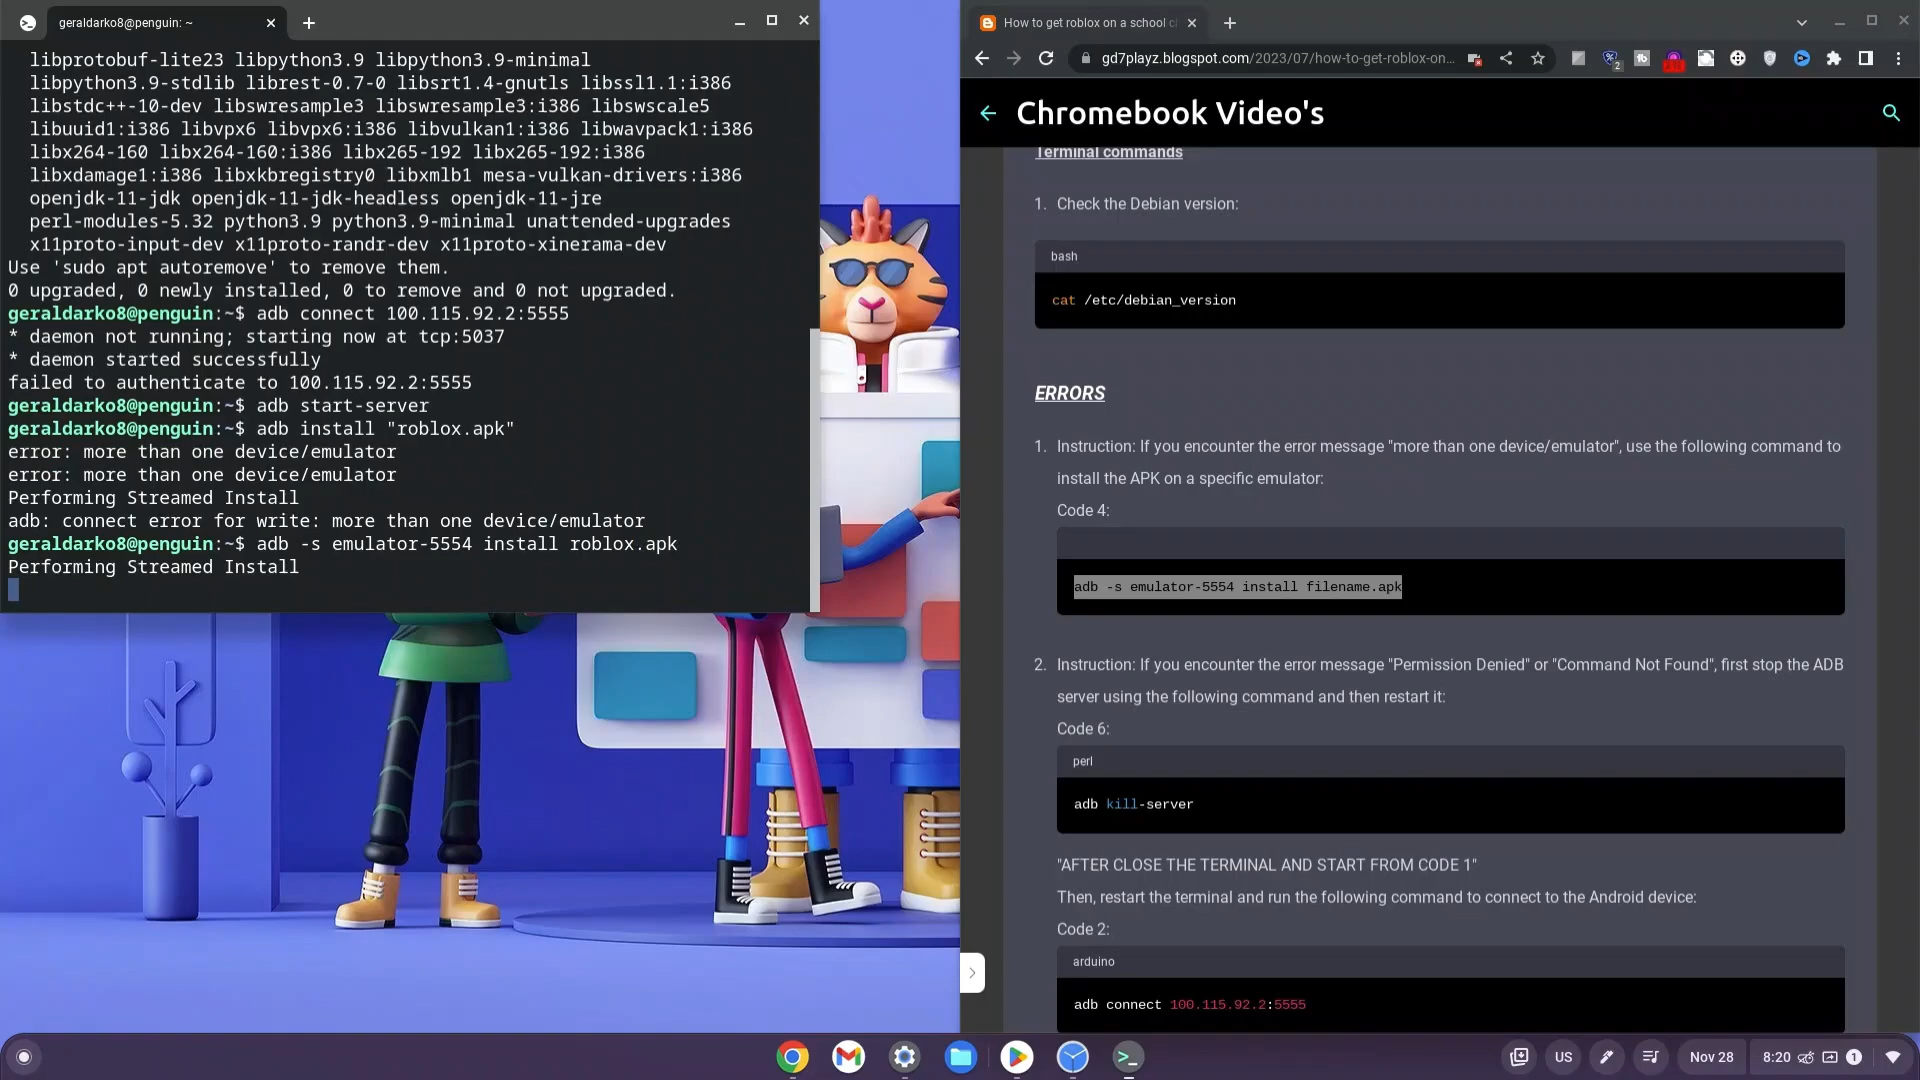 geraldarko8@penguin: ~
libprotobuf-lite23 libpython3.9 libpython3.9-minimal
libpython3.9-stdlib librest-0.7-0 libsrt1.4-gnutls libssl1.1:i386
libstdc++-10-dev libswresample3 libswresample3:i386 libswscale5
libuuid1:i386 libvpx6 libvpx6:i386 libvulkan1:i386 libwavpack1:i386
libx264-160 libx264-160:i386 libx265-192 libx265-192:i386
libxdamage1:i386 libxkbregistry0 libxmlb1 mesa-vulkan-drivers:i386
openjdk-11-jdk openjdk-11-jdk-headless openjdk-11-jre
perl-modules-5.32 python3.9 python3.9-minimal unattended-upgrades
x11proto-input-dev x11proto-randr-dev x11proto-xinerama-dev
Use 'sudo apt autoremove' to remove them.
0 upgraded, 0 newly installed, 0 to remove and 0 not upgraded.
geraldarko8@penguin:~$ adb connect 100.115.92.2:5555
* daemon not running; starting now at tcp:5037
* daemon started successfully
failed to authenticate to 100.115.92.2:5555
geraldarko8@penguin:~$ adb start-server
geraldarko8@penguin:~$ adb install "roblox.apk"
error: more than one device/emulator
error: more than one device/emulator
Performing Streamed Install
adb: connect error for write: more than one device/emulator
geraldarko8@penguin:~$ adb -s emulator-5554 install roblox.apk
Performing Streamed Install
How to get roblox on a school c
gd7playz.blogspot.com/2023/07/how-to-get-roblox-on...
2
Chromebook Video's
Terminal commands
1. Check the Debian version:
bash
cat /etc/debian_version
ERRORS
1. Instruction: If you encounter the error message "more than one device/emulator", use the following command to
install the APK on a specific emulator:
Code 4:
adb -s emulator-5554 install filename.apk
2. Instruction: If you encounter the error message "Permission Denied" or "Command Not Found", first stop the ADB
server using the following command and then restart it:
Code 6:
perl
adb kill-server
"AFTER CLOSE THE TERMINAL AND START FROM CODE 1"
Then, restart the terminal and run the following command to connect to the Android device:
Code 2:
arduino
adb connect 100.115.92.2:5555
US
Nov 28
8:20
1